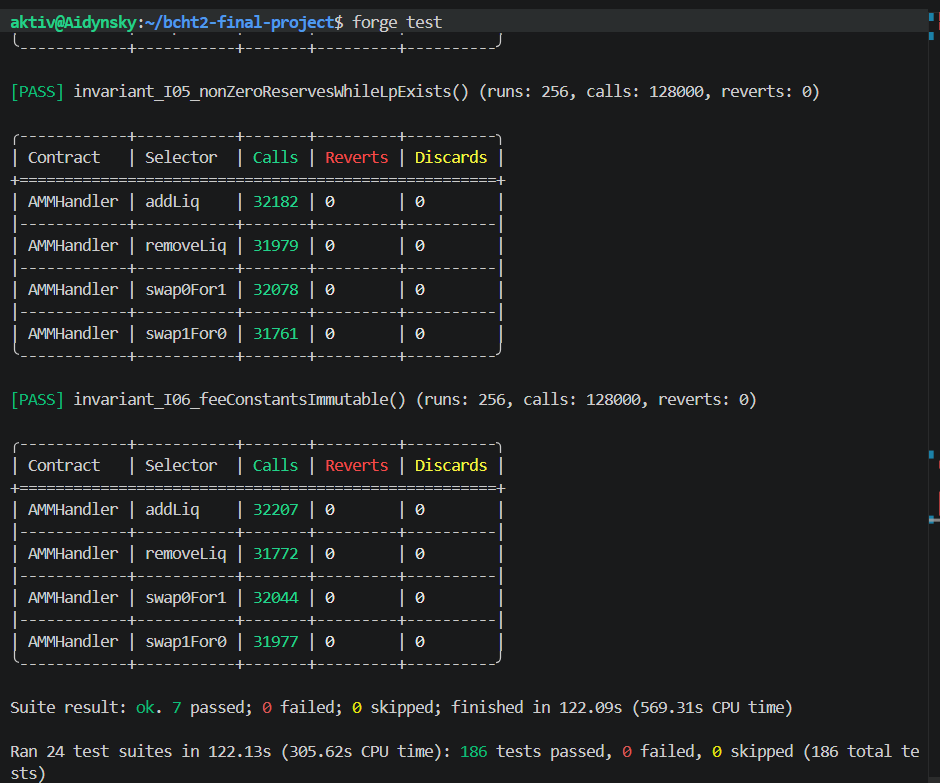 aktiv@Aidynsky:~/bcht2-final-project$ forge test
╰------------+------------+-------+---------+----------╯
[PASS] invariant_I05_nonZeroReservesWhileLpExists() (runs: 256, calls: 128000, reverts: 0)
╭------------+------------+-------+---------+----------╮
| Contract   | Selector  | Calls | Reverts | Discards |
+======================================================+
| AMMHandler | addLiq    | 32182 | 0       | 0        |
|------------+-----------+-------+---------+----------|
| AMMHandler | removeLiq | 31979 | 0       | 0        |
|------------+-----------+-------+---------+----------|
| AMMHandler | swap0For1 | 32078 | 0       | 0        |
|------------+-----------+-------+---------+----------|
| AMMHandler | swap1For0 | 31761 | 0       | 0        |
╰------------+-----------+-------+---------+----------╯
[PASS] invariant_I06_feeConstantsImmutable() (runs: 256, calls: 128000, reverts: 0)
╭------------+-----------+-------+---------+----------╮
| Contract   | Selector  | Calls | Reverts | Discards |
+=====================================================+
| AMMHandler | addLiq    | 32207 | 0       | 0        |
|------------+-----------+-------+---------+----------|
| AMMHandler | removeLiq | 31772 | 0       | 0        |
|------------+-----------+-------+---------+----------|
| AMMHandler | swap0For1 | 32044 | 0       | 0        |
|------------+-----------+-------+---------+----------|
| AMMHandler | swap1For0 | 31977 | 0       | 0        |
╰------------+-----------+-------+---------+----------╯
Suite result: ok. 7 passed; 0 failed; 0 skipped; finished in 122.09s (569.31s CPU time)
Ran 24 test suites in 122.13s (305.62s CPU time): 186 tests passed, 0 failed, 0 skipped (186 total te
sts)